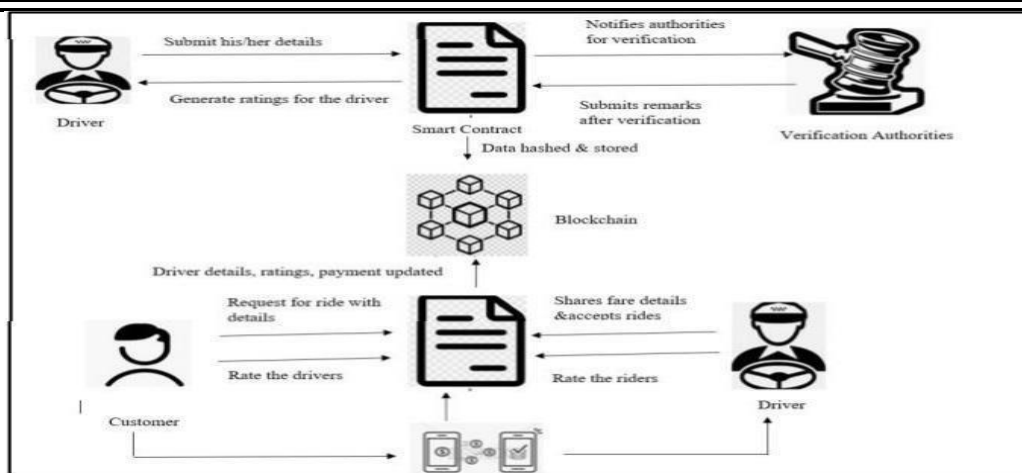 Submit his/her details
Notifies authorities
for verification
Generate ratings for the driver
Submits remarks
after verification
Driver
Smart Contract
Verification Authorities
Data hashed & stored
Blockchain
Driver details, ratings, payment updated
Request for ride with
details
Shares fare details
&accepts rides
Rate the drivers
Rate the riders
Customer
Driver